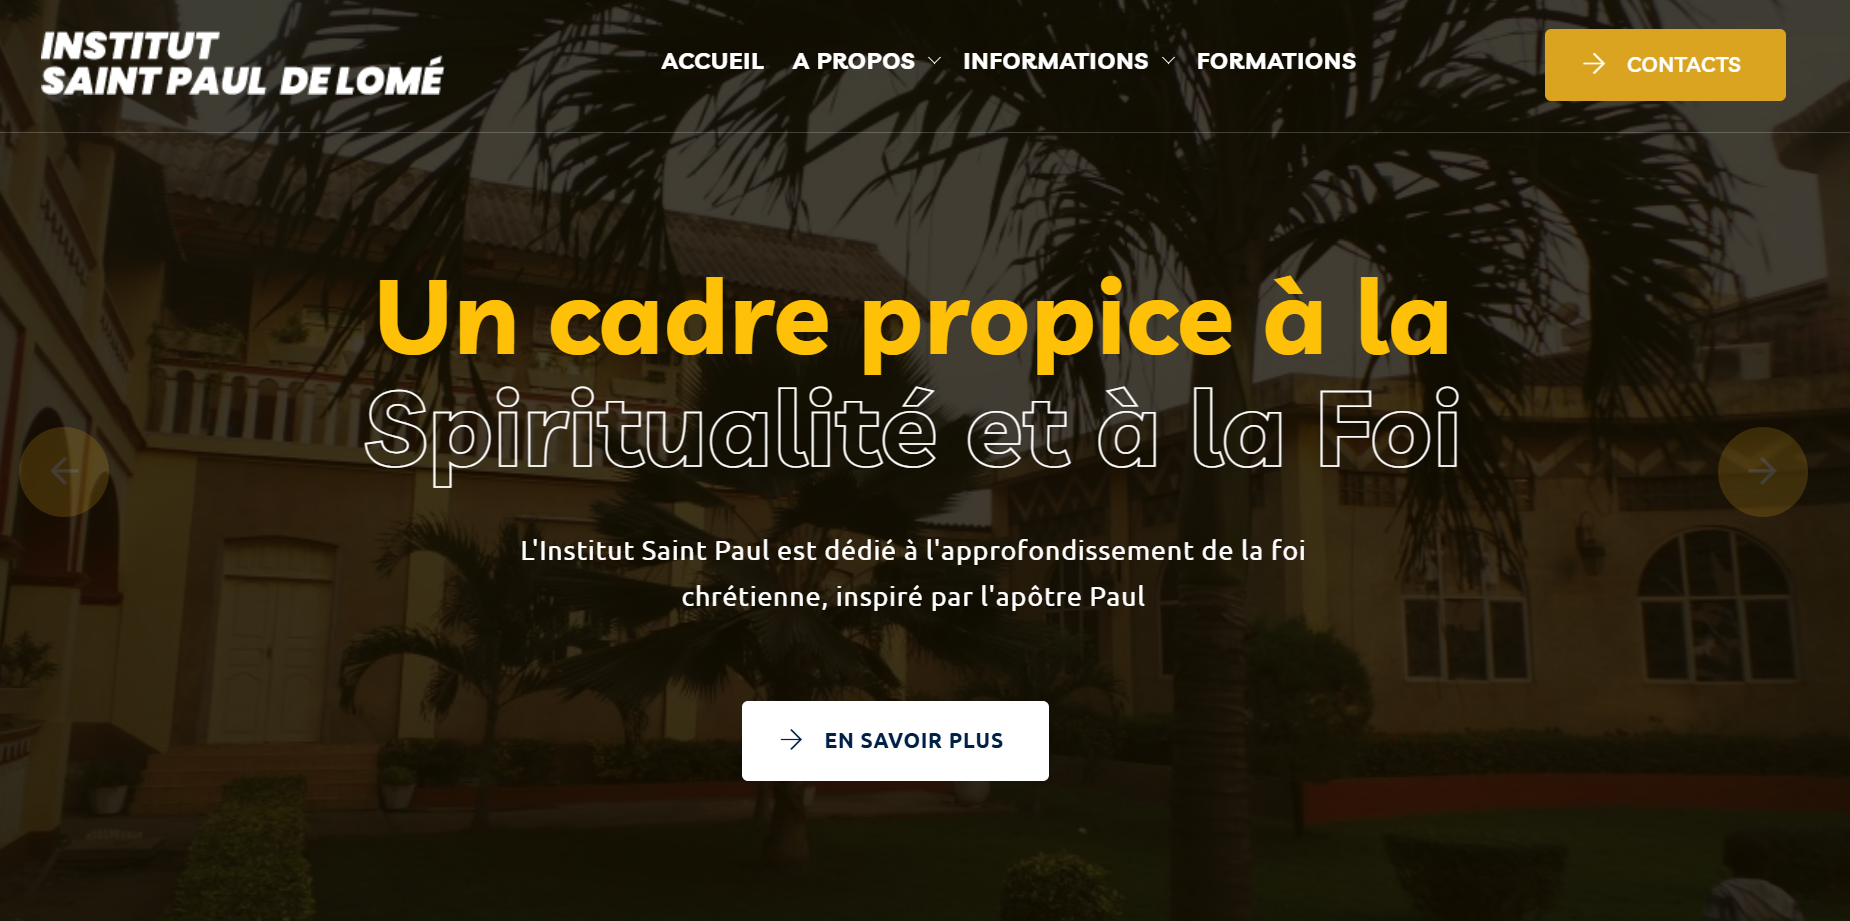 INSTITUT
SAINT PAUL DE LOMÉ
ACCUEIL A PROPOS INFORMATIONS FORMATIONS
CONTACTS
Un cadre propice à la
Spiritualité et à la Foi
L'Institut Saint Paul est dédié à l'approfondissement de la foi
chrétienne, inspiré par l'apôtre Paul
EN SAVOIR PLUS